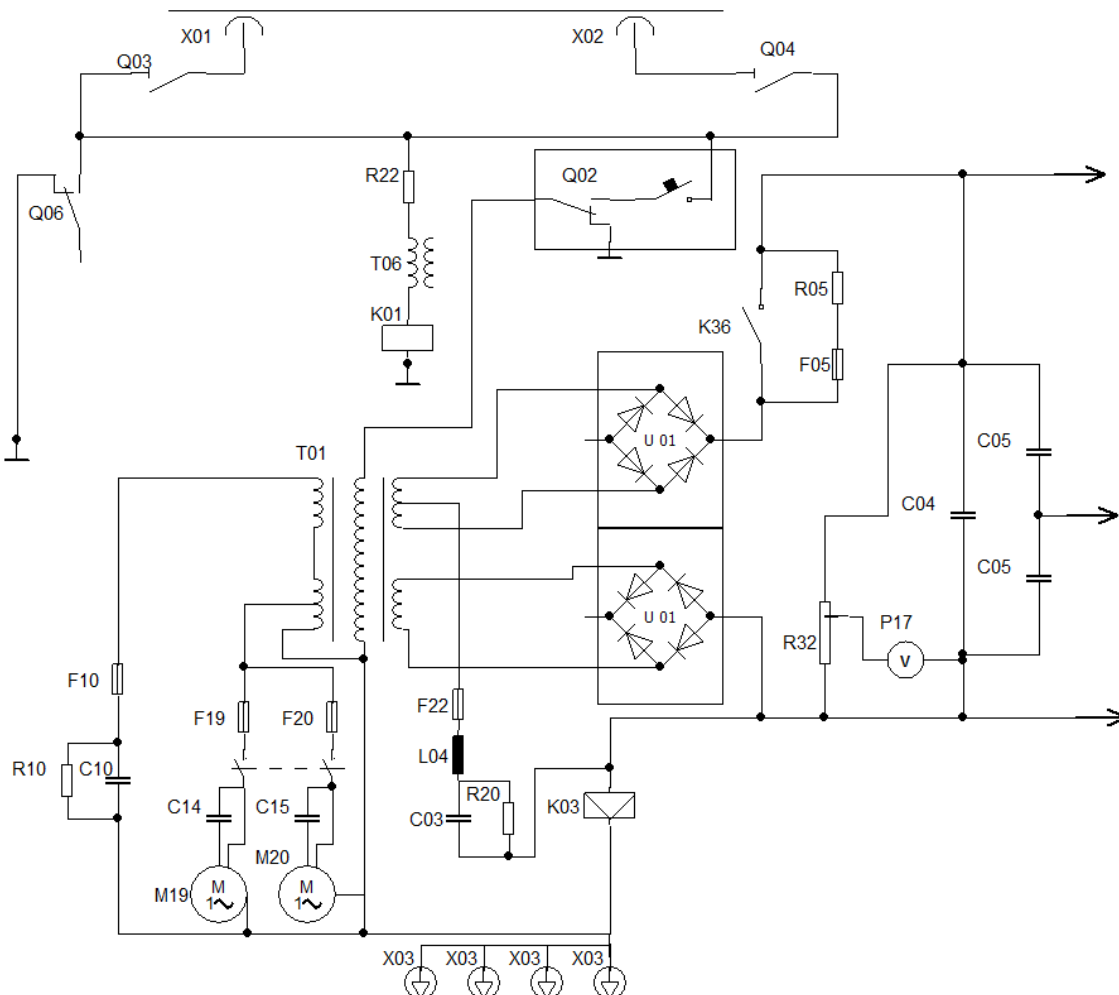 X01
X02
Q03
Q04
R22
Q02
Q06
T06
R05
K01
K36
F05
U 01
T01
C05
C04
C05
U 01
P17
R32
V
F10
F22
F19
F20
L04
R10
C10
R20
C14
C15
C03
K03
M20
M19
M
1
M
1
X03
X03
X03
X03